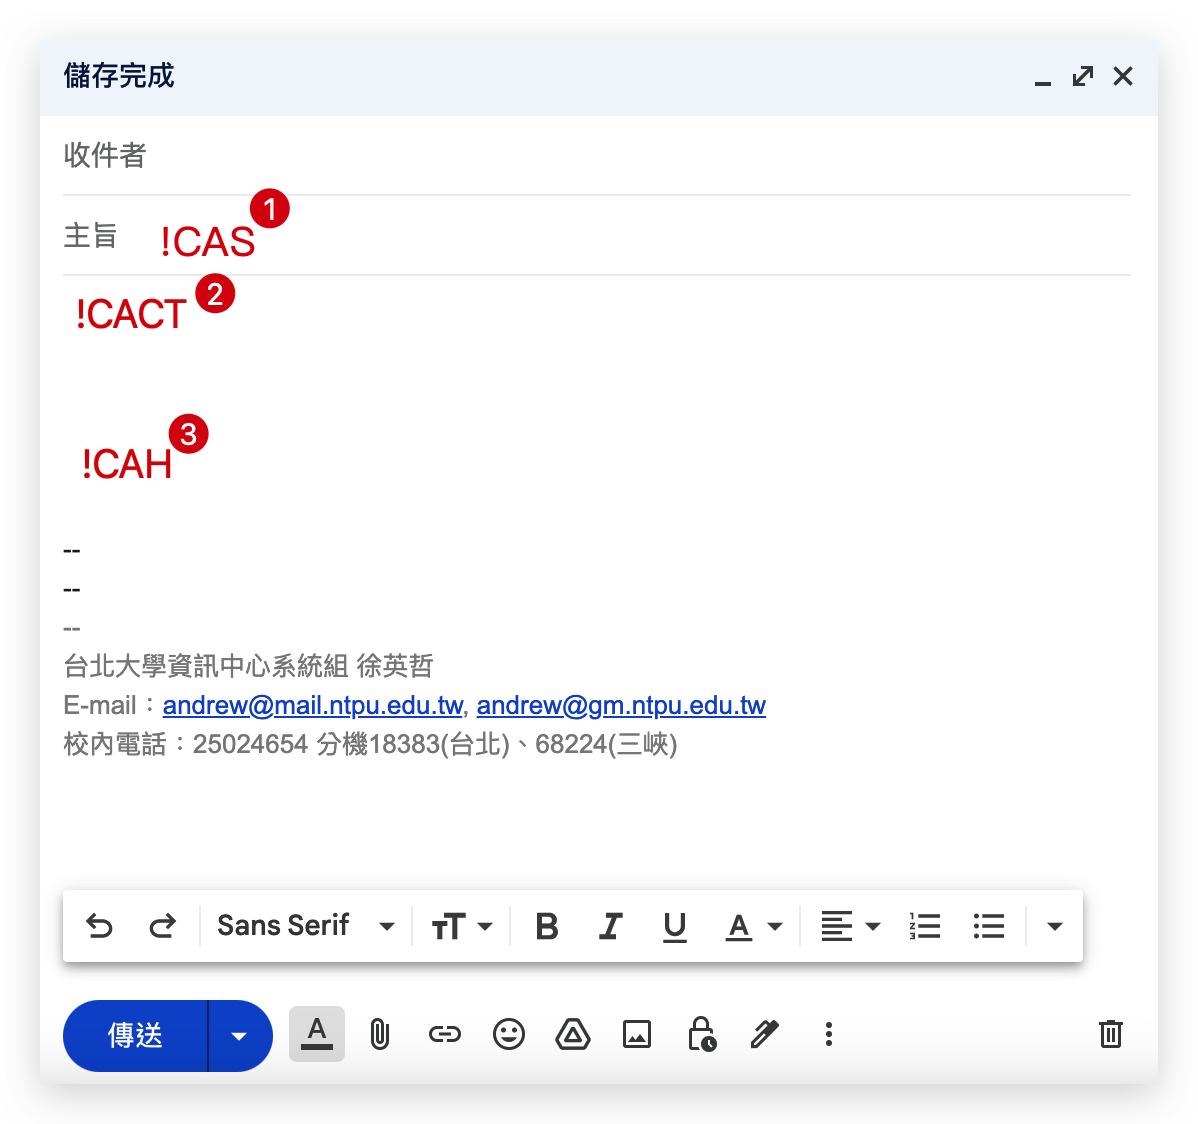 儲存完成
收件者
主旨 !CAS 1
!CACT 2
!CAH 3
--
--
--
台北大學資訊中心系統組 徐英哲
E-mail：andrew@mail.ntpu.edu.tw, andrew@gm.ntpu.edu.tw
校內電話：25024654 分機18383(台北)、68224(三峽)
Sans Serif TT B I U A
傳送 A